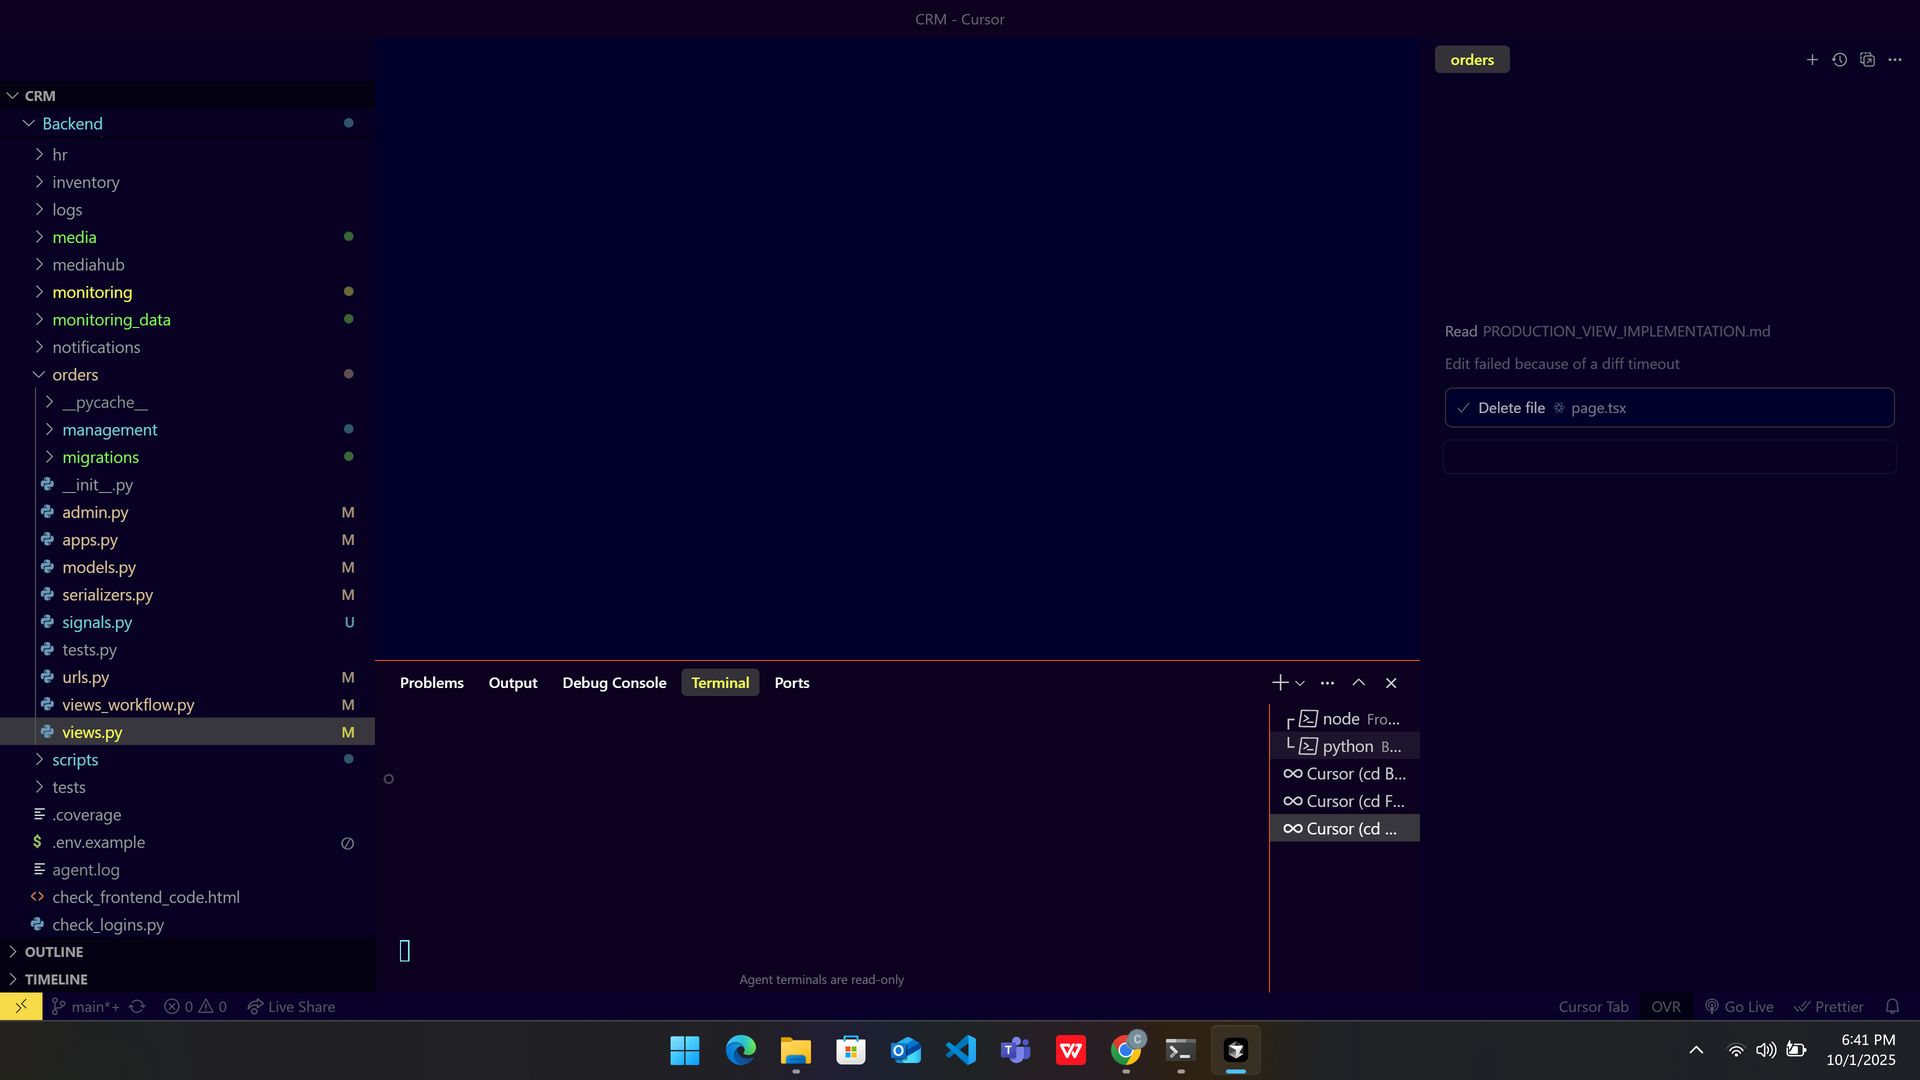 CRM - Cursor
CRM
Backend
hr
inventory
logs
media
mediahub
monitoring
monitoring_data
notifications
orders
__pycache__
management
migrations
__init__.py
admin.py M
apps.py M
models.py M
serializers.py M
signals.py U
tests.py
urls.py M
views_workflow.py M
views.py M
scripts
tests
.coverage
$ .env.example
agent.log
check_frontend_code.html
check_logins.py
OUTLINE
TIMELINE
Problems Output Debug Console Terminal Ports
node Fro...
python B...
Cursor (cd B...
Cursor (cd F...
Cursor (cd ...
Agent terminals are read-only
orders
Read PRODUCTION_VIEW_IMPLEMENTATION.md
Edit failed because of a diff timeout
Delete file page.tsx
main*+ 0 0 Live Share
Cursor Tab OVR Go Live Prettier
C
T
W
6:41 PM
10/1/2025